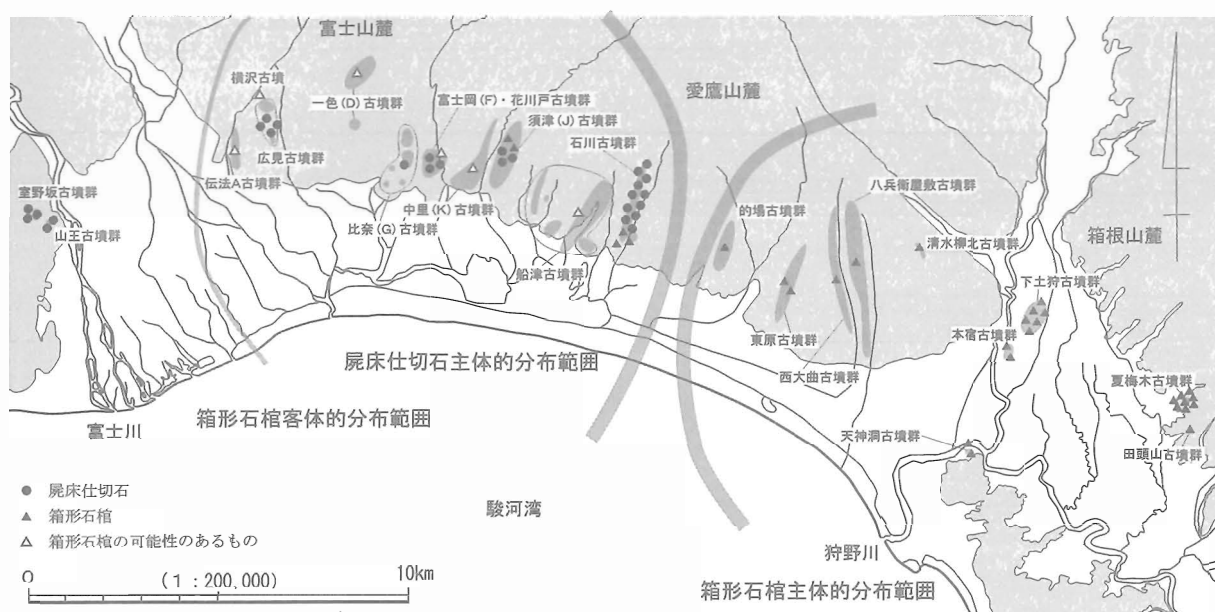 富士山麓
横沢古墳
一色(D)古墳群
富士岡(F)・花川戸古墳群
愛鷹山麓
須津(J)古墳群
石川古墳群
広見古墳群
伝法A古墳群
室野坂古墳群
山王古墳群
中里(K)古墳群
比奈(G)古墳群
船津古墳群
八兵衛屋敷古墳群
的場古墳群
清水柳北古墳群
箱根山麓
下土狩古墳群
本宿古墳群
東原古墳群
西大曲古墳群
夏梅木古墳群
天神洞古墳群
田頭山古墳群
屍床仕切石主体的分布範囲
箱形石棺客体的分布範囲
富士川
駿河湾
狩野川
箱形石棺主体的分布範囲
● 屍床仕切石
▲ 箱形石棺
△ 箱形石棺の可能性のあるもの
0 (1:200,000) 10km